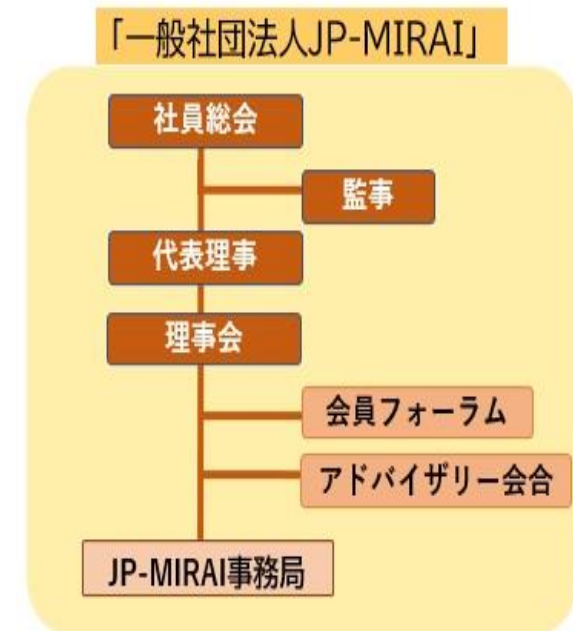 「一般社団法人JP-MIRAI」
社員総会
監事
代表理事
理事会
会員フォーラム
アドバイザリー会合
JP-MIRAI事務局